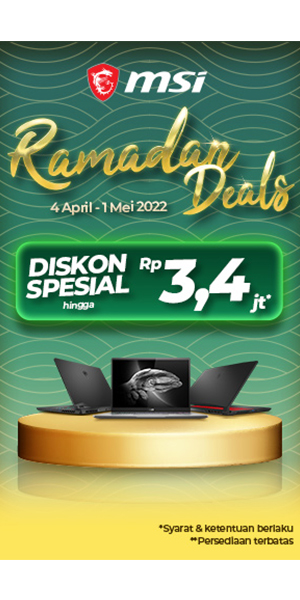 msi
Ramadan
Deals
4 April - 1 Mei 2022
DISKON
SPESIAL
hingga
Rp 3,4 jt*
*Syarat & ketentuan berlaku
**Persediaan terbatas